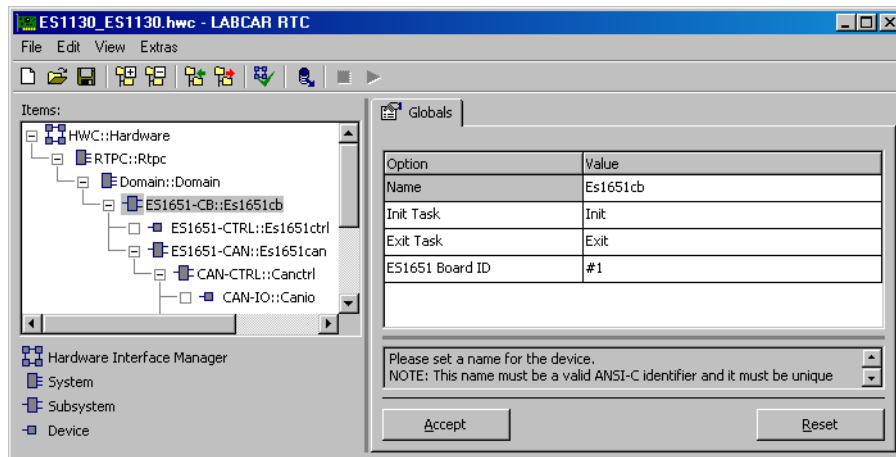 ES1130_ES1130.hwc - LABCAR RTC
File Edit View Extras
Items:
HWC::Hardware
RTPC::Rtpc
Domain::Domain
ES1651-CB::Es1651cb
ES1651-CTRL::Es1651ctrl
ES1651-CAN::Es1651can
CAN-CTRL::Canctrl
CAN-IO::Canio
Hardware Interface Manager
System
Subsystem
Device
Globals
Option Value
Name Es1651cb
Init Task Init
Exit Task Exit
ES1651 Board ID #1
Please set a name for the device.
NOTE: This name must be a valid ANSI-C identifier and it must be unique
Accept Reset